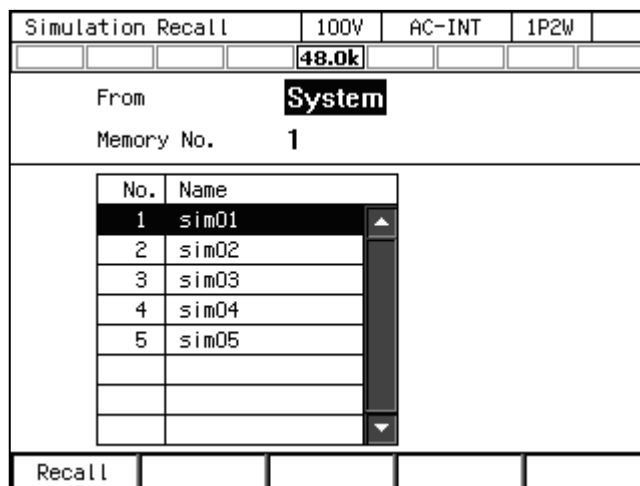 Simulation Recall 100V AC-INT 1P2W
48.0k
From System
Memory No. 1
No. Name
1 sim01
2 sim02
3 sim03
4 sim04
5 sim05
Recall